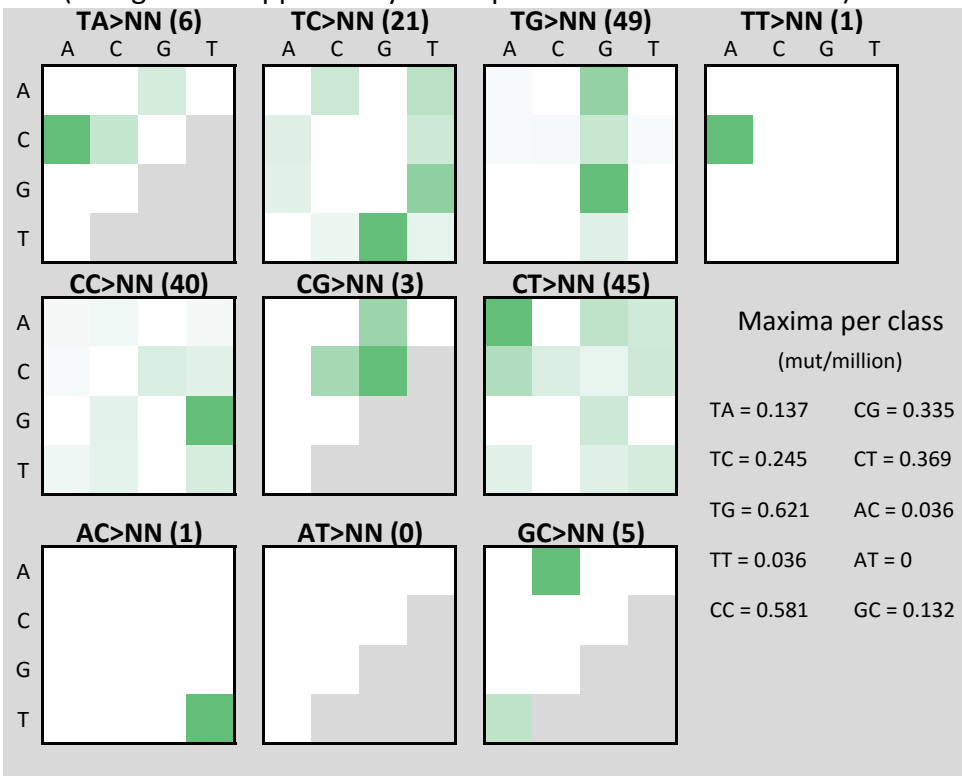 TA>NN (6) TC>NN (21) TG>NN (49) TT>NN (1)
A C G T A C G T A C G T A C G T
A
C
G
T
CC>NN (40) CG>NN (3) CT>NN (45)
A
C
G
T
Maxima per class
(mut/million)
TA = 0.137 CG = 0.335
TC = 0.245 CT = 0.369
TG = 0.621 AC = 0.036
TT = 0.036 AT = 0
CC = 0.581 GC = 0.132
AC>NN (1) AT>NN (0) GC>NN (5)
A
C
G
T